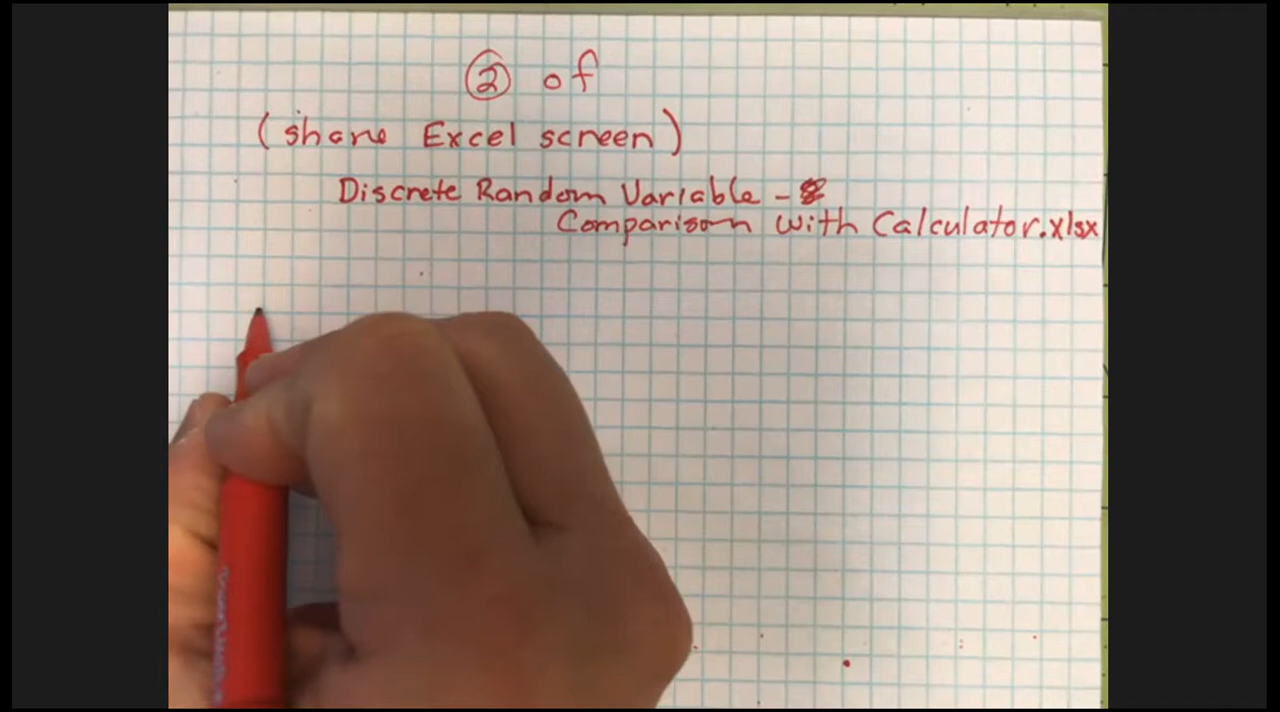 ② of
(share Excel screen)
Discrete Random Variable -
Comparison with Calculator.xlsx